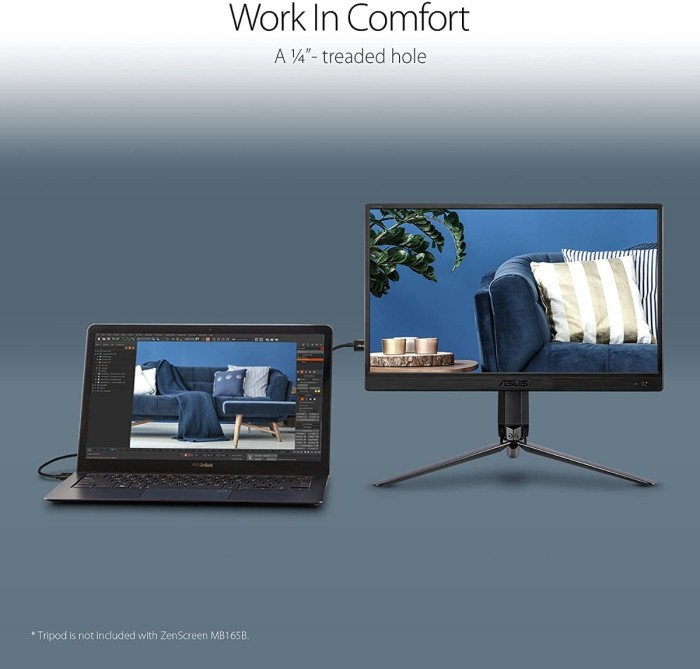 Work In Comfort
A ¼”- treaded hole
ASUS
* Tripod is not included with ZenScreen MB165B.